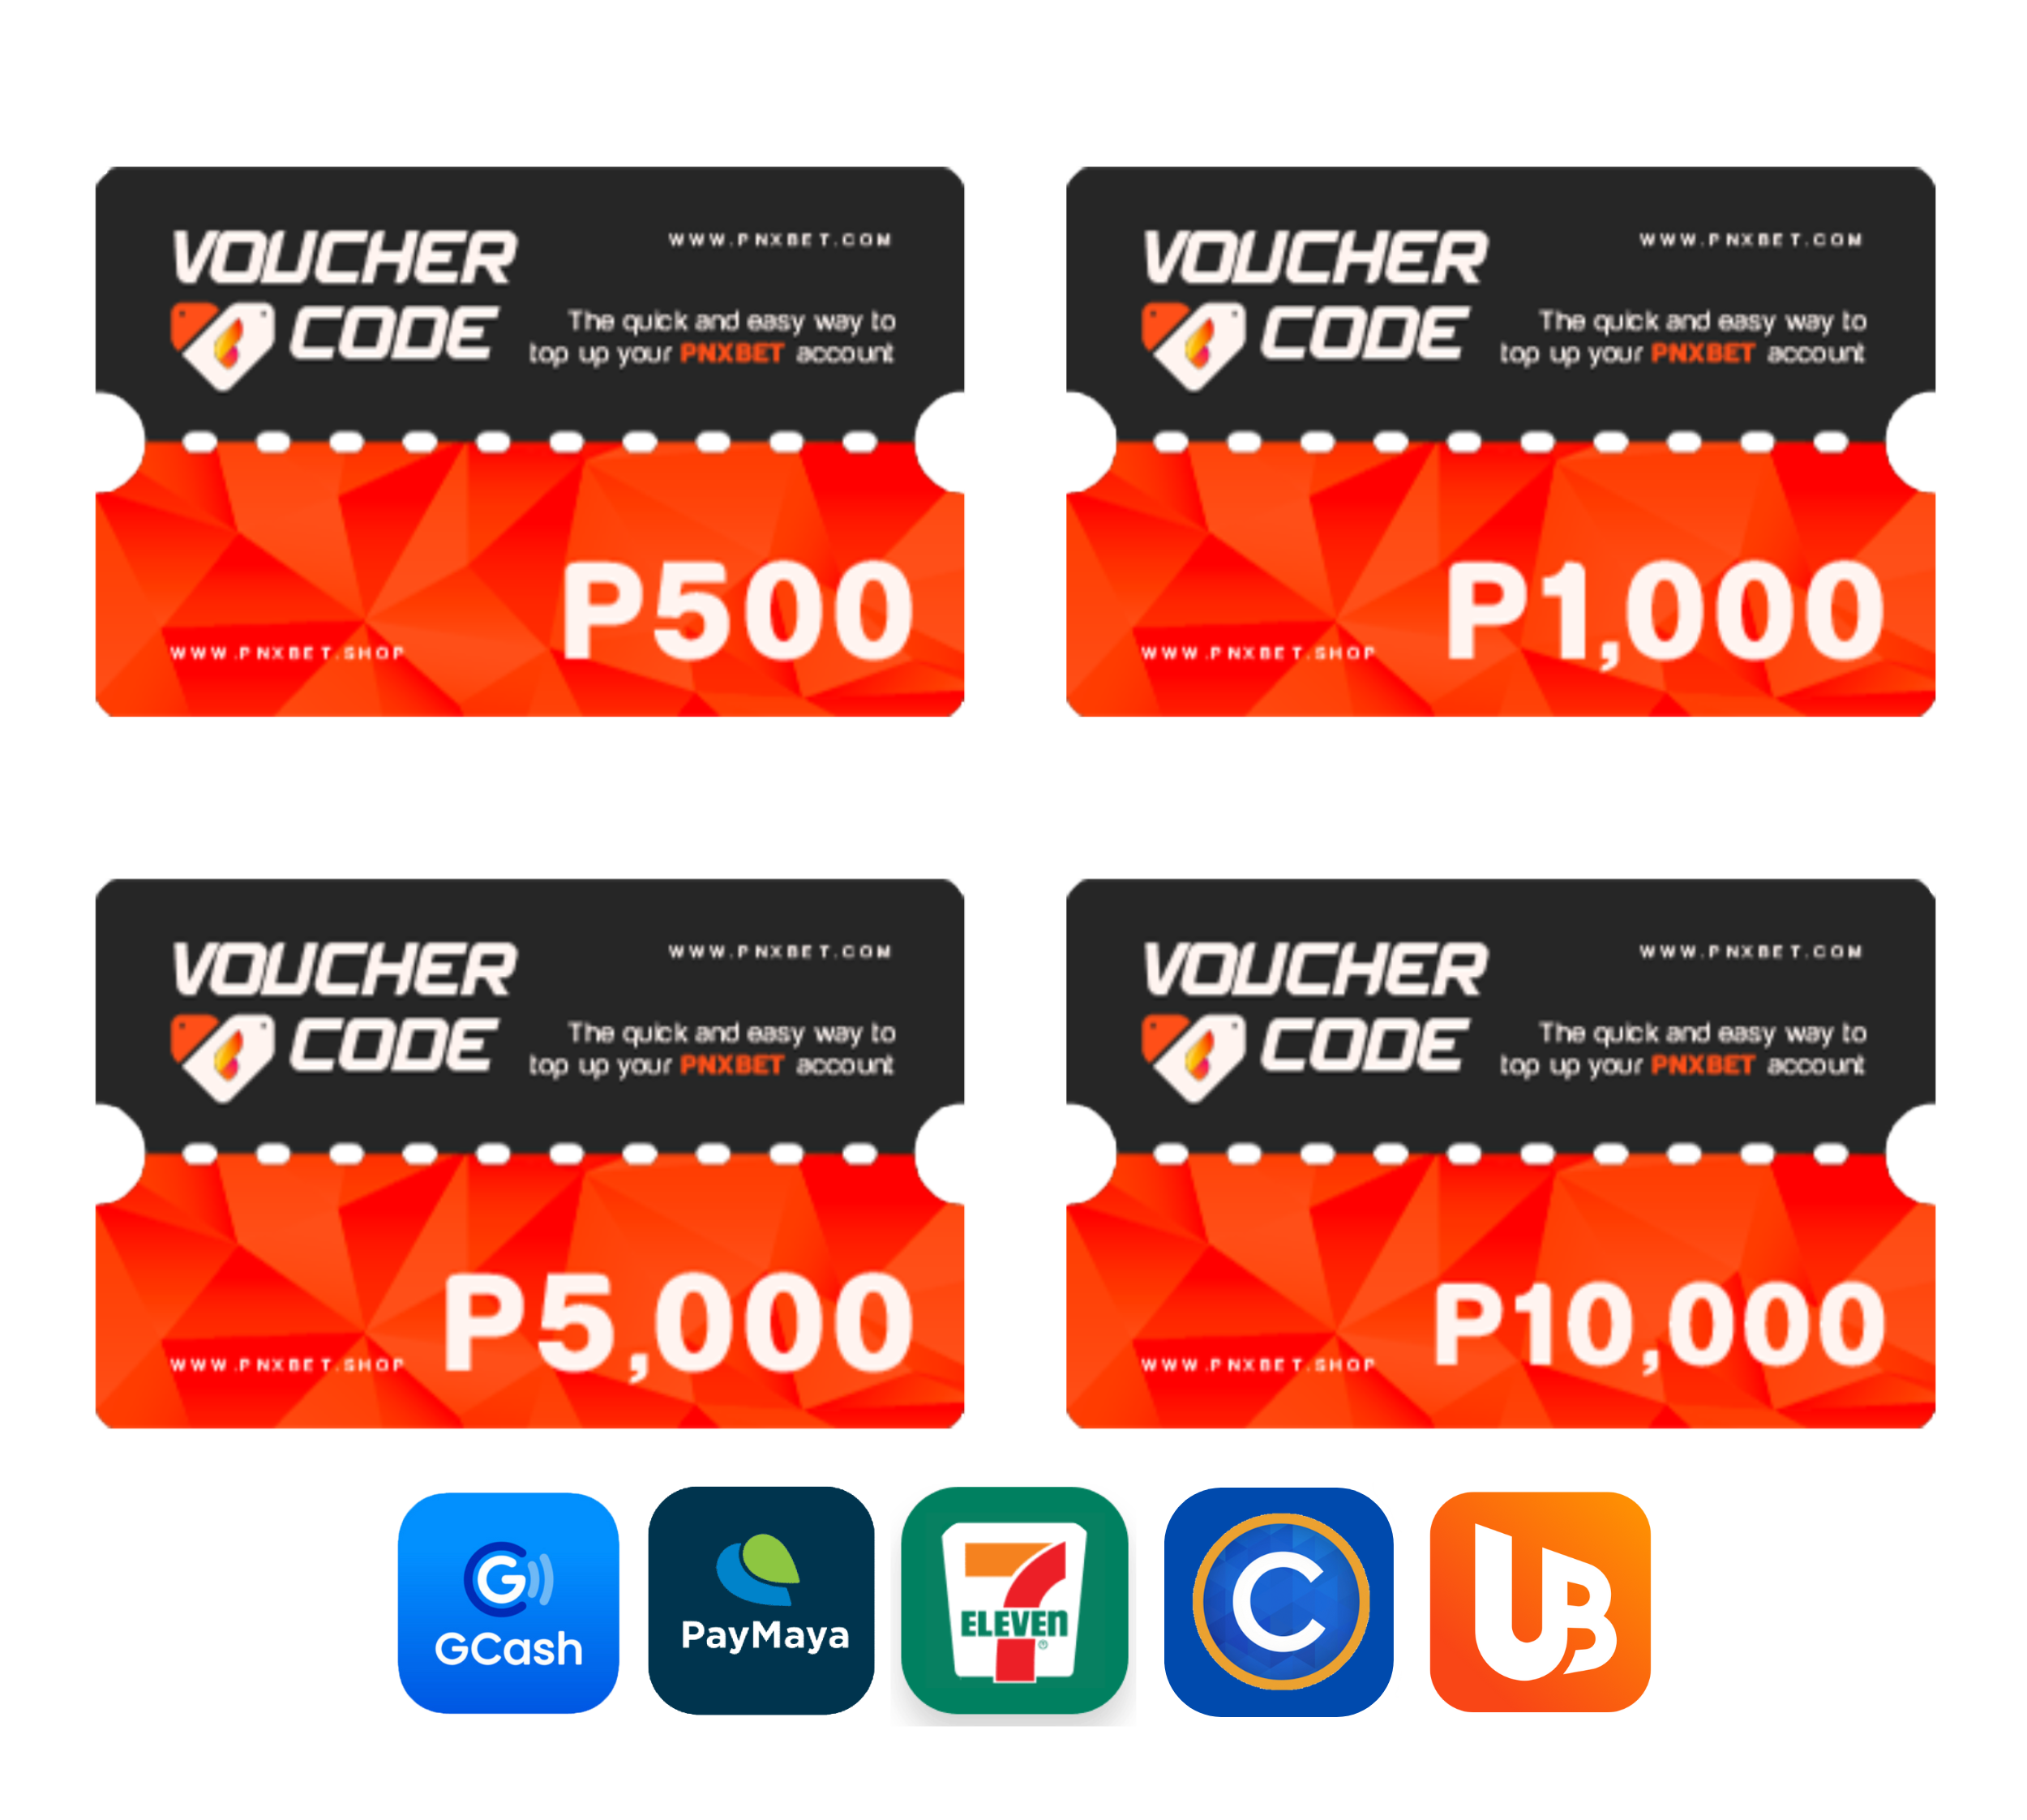 VOUCHER
CODE
WWW.PNXBET.COM
The quick and easy way to
top up your PNXBET account
WWW.PNXBET.SHOP
P500
VOUCHER
CODE
WWW.PNXBET.COM
The quick and easy way to
top up your PNXBET account
WWW.PNXBET.SHOP
P1,000
VOUCHER
CODE
WWW.PNXBET.COM
The quick and easy way to
top up your PNXBET account
WWW.PNXBET.SHOP
P5,000
VOUCHER
CODE
WWW.PNXBET.COM
The quick and easy way to
top up your PNXBET account
WWW.PNXBET.SHOP
P10,000
G
GCash
PayMaya
7
ELEVEn
®
C
UB